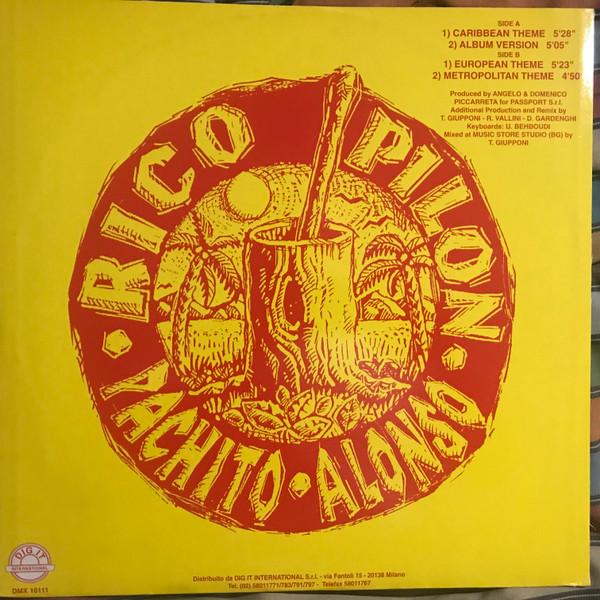 SIDE A
1) CARIBBEAN THEME 5'28"
2) ALBUM VERSION 5'05"
SIDE B
1) EUROPEAN THEME 5'23"
2) METROPOLITAN THEME 4'50"
Produced by ANGELO & DOMENICO
PICCARRETA for PASSPORT S.r.l.
Additional Production and Remix by
T. GIUPPONI - R. VALLINI - D. GARDENGHI
Keyboards: U. BEHBOUDI
Mixed at MUSIC STORE STUDIO (BG) by
T. GIUPPONI
RICO PILON
PACHITO · ALONSO
DIG IT
INTERNATIONAL
DMX 10111
Distribuito da DIG IT INTERNATIONAL S.r.l. - via Fantoli 15 - 20138 Milano
Tel. (02) 58011771/783/791/797 - Telefax 58011767